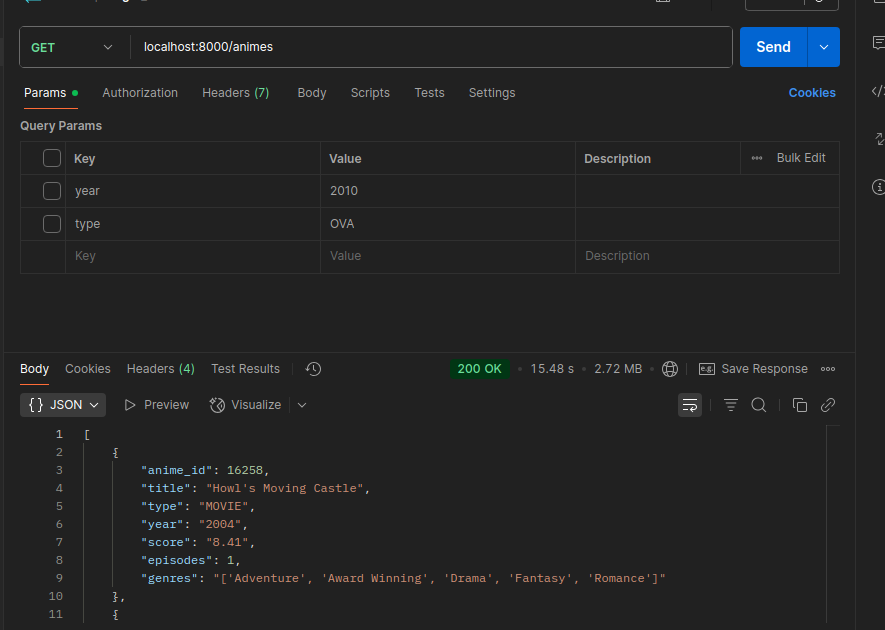 GET localhost:8000/animes Send
Params Authorization Headers (7) Body Scripts Tests Settings Cookies
Query Params
Key Value Description Bulk Edit
year 2010
type OVA
Key Value Description
Body Cookies Headers (4) Test Results 200 OK 15.48 s 2.72 MB e.g. Save Response
{} JSON Preview Visualize
1 [
2 {
3 "anime_id": 16258,
4 "title": "Howl's Moving Castle",
5 "type": "MOVIE",
6 "year": "2004",
7 "score": "8.41",
8 "episodes": 1,
9 "genres": "['Adventure', 'Award Winning', 'Drama', 'Fantasy', 'Romance']"
10 },
11 {